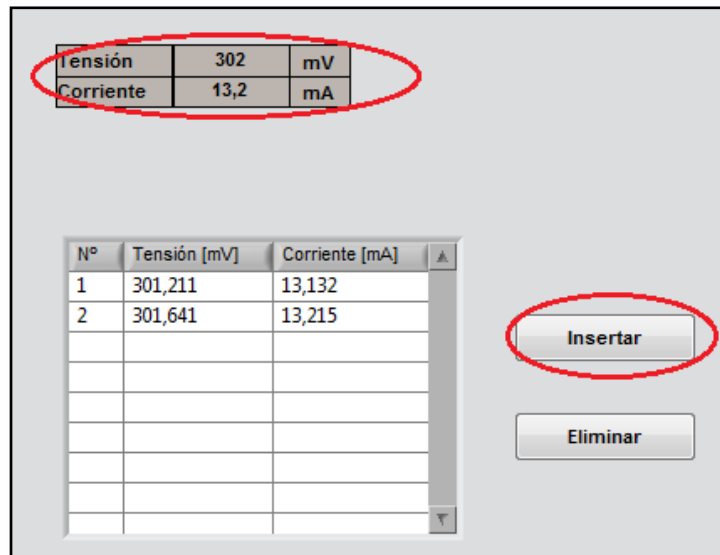 Tensión 302 mV
Corriente 13,2 mA
Nº Tensión [mV] Corriente [mA]
1 301,211 13,132
2 301,641 13,215
Insertar
Eliminar